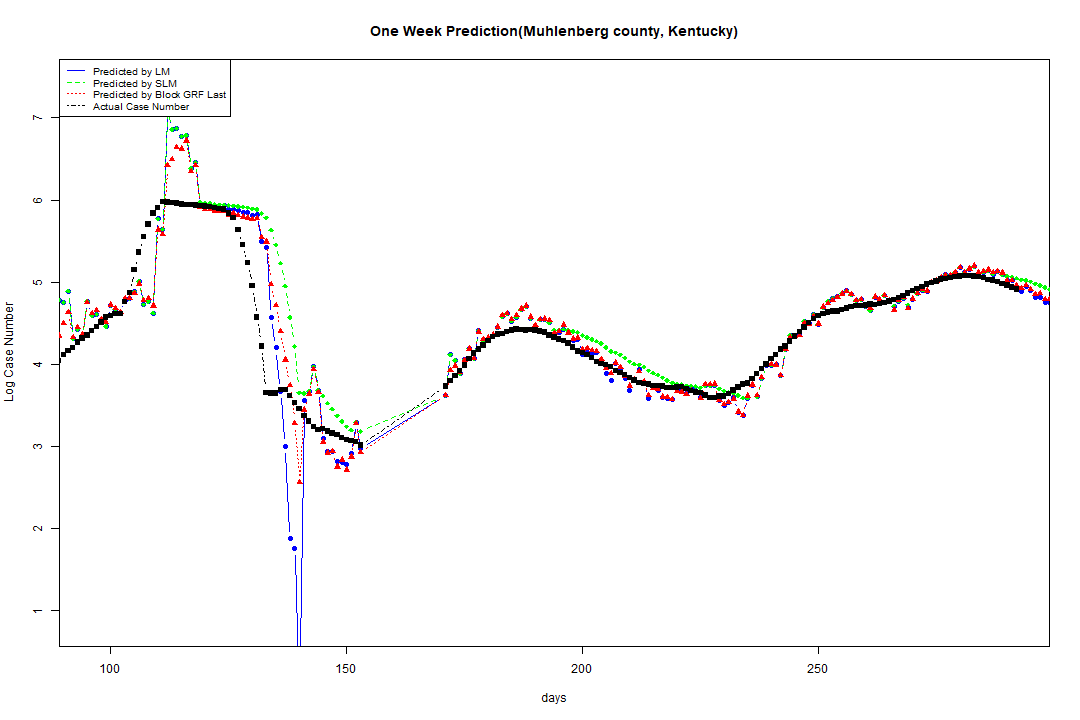 One Week Prediction(Muhlenberg county, Kentucky)
Predicted by LM
Predicted by SLM
Predicted by Block GRF Last
Actual Case Number
7
6
5
4
3
2
1
Log Case Number
100 150 200 250
days